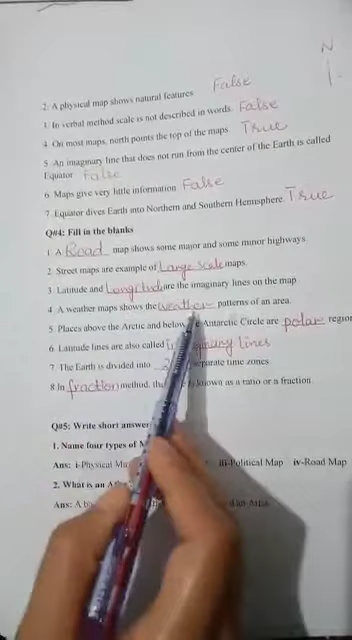 N
2. A physical map shows natural features. False
3. In verbal method scale is not described in words. False
4. On most maps, north points the top of the maps. True
5. An imaginary line that does not run from the center of the Earth is called
Equator False
6. Maps give very little information. False
7. Equator dives Earth into Northern and Southern Hemisphere. True
Q#4: Fill in the blanks
1. A Road map shows some major and some minor highways
2. Street maps are example of Large scale maps.
3. Latitude and Longitude are the imaginary lines on the map
4. A weather maps shows the weather patterns of an area.
5. Places above the Arctic and below Antarctic Circle are polar region
6. Latitude lines are also called lines
7. The Earth is divided into separate time zones
8. In fraction method, the known as a ratio or a fraction
Q#5: Write short answer
1. Name four types of
Ans: i-Physical Ma iii-Political Map iv-Road Map
2. What is an
Ans: A